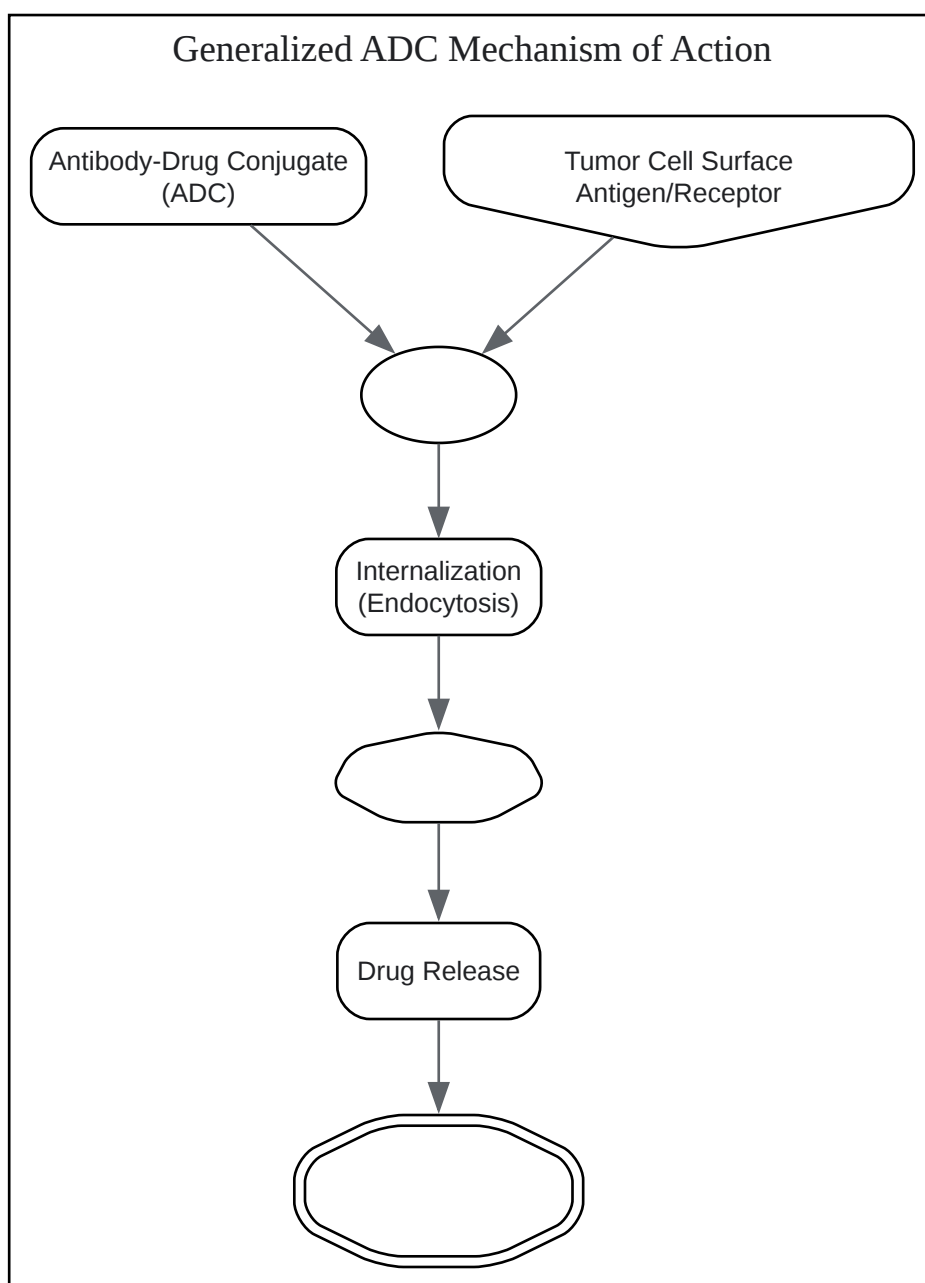 Generalized ADC Mechanism of Action
Antibody-Drug Conjugate
(ADC)
Tumor Cell Surface
Antigen/Receptor
Internalization
(Endocytosis)
Drug Release